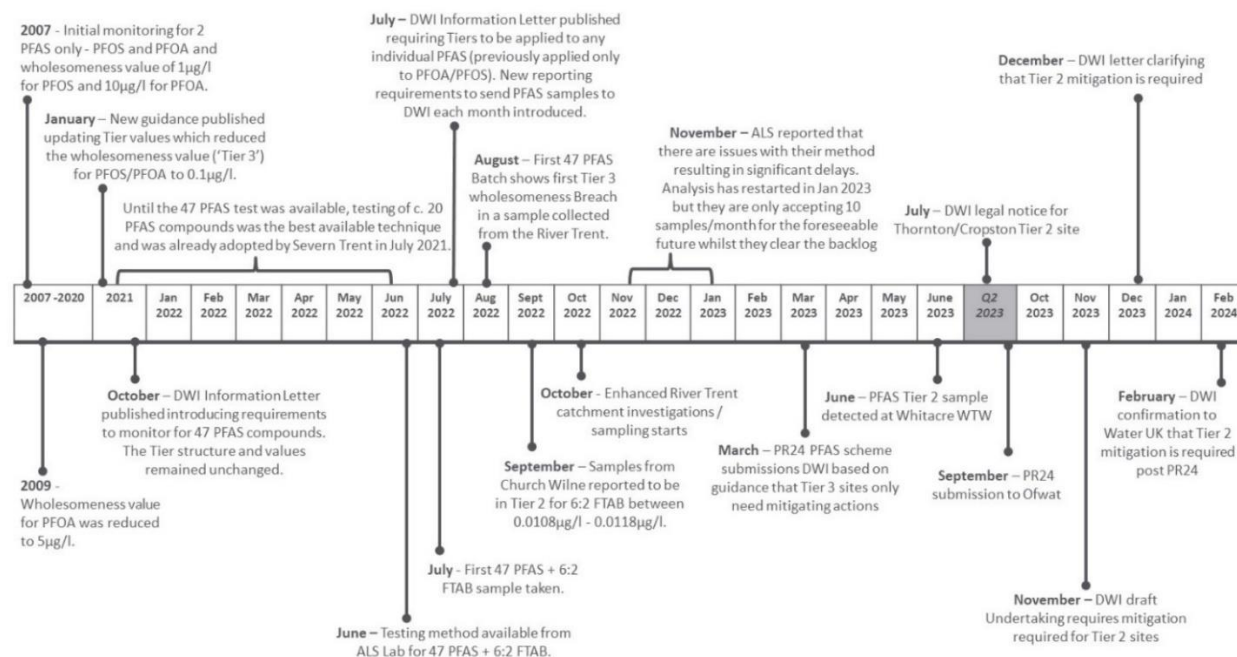 2007 - Initial monitoring for 2
PFAS only - PFOS and PFOA and
wholesomeness value of 1µg/l
for PFOS and 10µg/l for PFOA.
January – New guidance published
updating Tier values which reduced
the wholesomeness value ('Tier 3')
for PFOS/PFOA to 0.1µg/l.
Until the 47 PFAS test was available, testing of c. 20
PFAS compounds was the best available technique
and was already adopted by Severn Trent in July 2021.
July – DWI Information Letter published
requiring Tiers to be applied to any
individual PFAS (previously applied only
to PFOA/PFOS). New reporting
requirements to send PFAS samples to
DWI each month introduced.
August – First 47 PFAS
Batch shows first Tier 3
wholesomeness Breach
in a sample collected
from the River Trent.
November – ALS reported that
there are issues with their method
resulting in significant delays.
Analysis has restarted in Jan 2023
but they are only accepting 10
samples/month for the foreseeable
future whilst they clear the backlog
July – DWI legal notice for
Thornton/Cropston Tier 2 site
December – DWI letter clarifying
that Tier 2 mitigation is required
2007 -2020 2021 Jan Feb Mar Apr May Jun July Aug Sept Oct Nov Dec Jan Feb Mar Apr May June Q2 Oct Nov Dec Jan Feb
2022 2022 2022 2022 2022 2022 2022 2022 2022 2022 2022 2022 2023 2023 2023 2023 2023 2023 2023 2023 2023 2023 2024 2024
October – DWI Information Letter
published introducing requirements
to monitor for 47 PFAS compounds.
The Tier structure and values
remained unchanged.
2009 -
Wholesomeness value
for PFOA was reduced
to 5µg/l.
June – Testing method available from
ALS Lab for 47 PFAS + 6:2 FTAB.
July - First 47 PFAS + 6:2
FTAB sample taken.
September – Samples from
Church Wilne reported to be
in Tier 2 for 6:2 FTAB between
0.0108µg/l - 0.0118µg/l.
October - Enhanced River Trent
catchment investigations /
sampling starts
March – PR24 PFAS scheme
submissions DWI based on
guidance that Tier 3 sites only
need mitigating actions
June – PFAS Tier 2 sample
detected at Whitacre WTW
September – PR24
submission to Ofwat
November – DWI draft
Undertaking requires mitigation
required for Tier 2 sites
February – DWI
confirmation to
Water UK that Tier 2
mitigation is required
post PR24